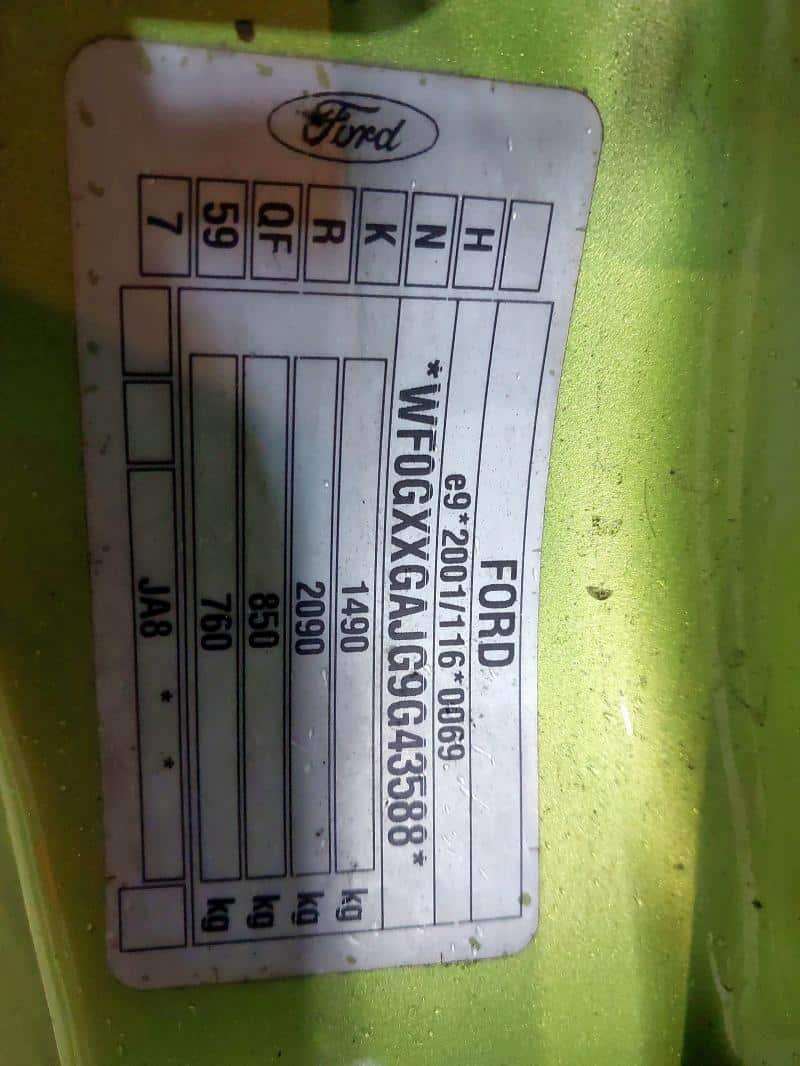 Ford
H
N
K
R
QF
59
7
FORD
e9*2001/116*0069
*WF0GXXGAJG9G43588*
1490 kg
2090 kg
850 kg
760 kg
JA8 * *